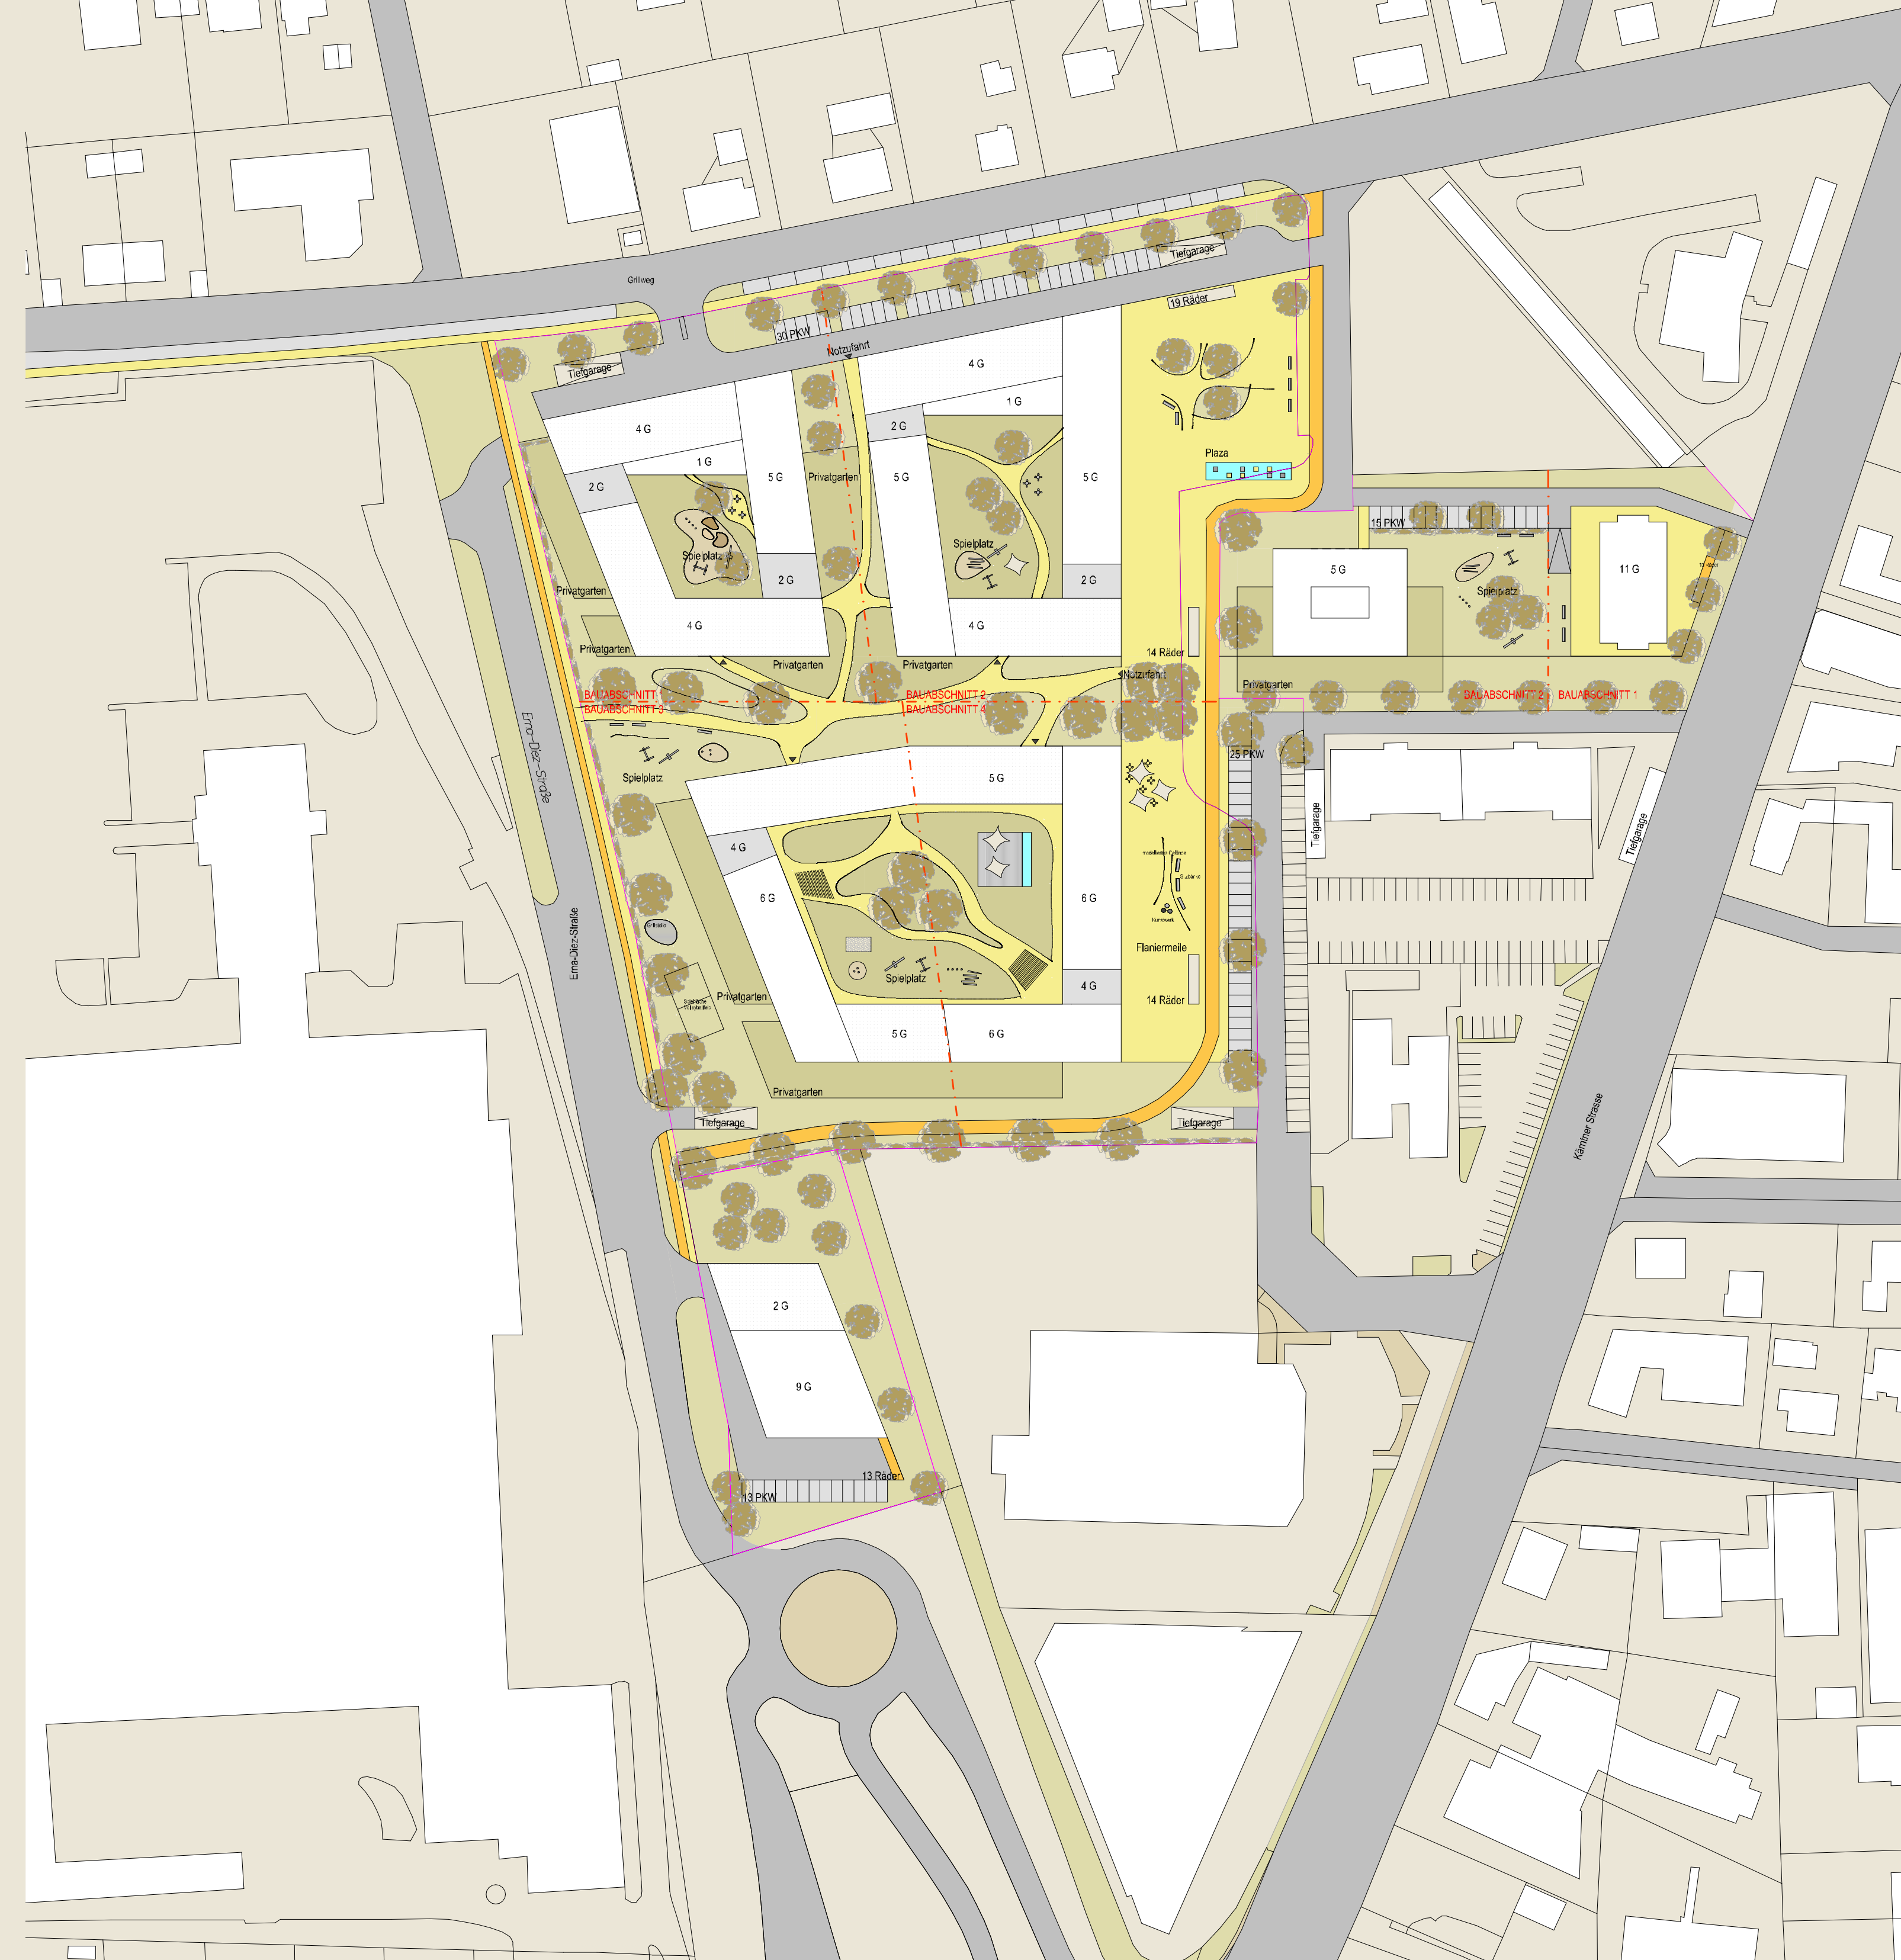 Grillweg
Tiefgarage
19 Räder
30 PKW
Notzufahrt
Tiefgarage
4 G
1 G
4 G
2 G
Plaza
1 G
5 G
Privatgarten
5 G
5 G
2 G
15 PKW
Spielplatz
Spielplatz
5 G
11 G
2 G
2 G
Privatgarten
Spielplatz
4 G
4 G
Privatgarten
14 Räder
Privatgarten
Privatgarten
Notzufahrt
Privatgarten
BAUABSCHNITT
BAUABSCHNITT 2
BAUABSCHNITT 2
BAUABSCHNITT 1
BAUABSCHNITT 3
BAUABSCHNITT 4
Erna-Diez-Straße
25 PKW
Spielplatz
5 G
Tiefgarage
Tiefgarage
4 G
6 G
6 G
Kunstwerk
Erna-Diez-Straße
Flaniermeile
Spielplatz
4 G
Privatgarten
14 Räder
5 G
6 G
Privatgarten
Tiefgarage
Tiefgarage
Kärntner Strasse
2 G
9 G
13 Räder
13 PKW